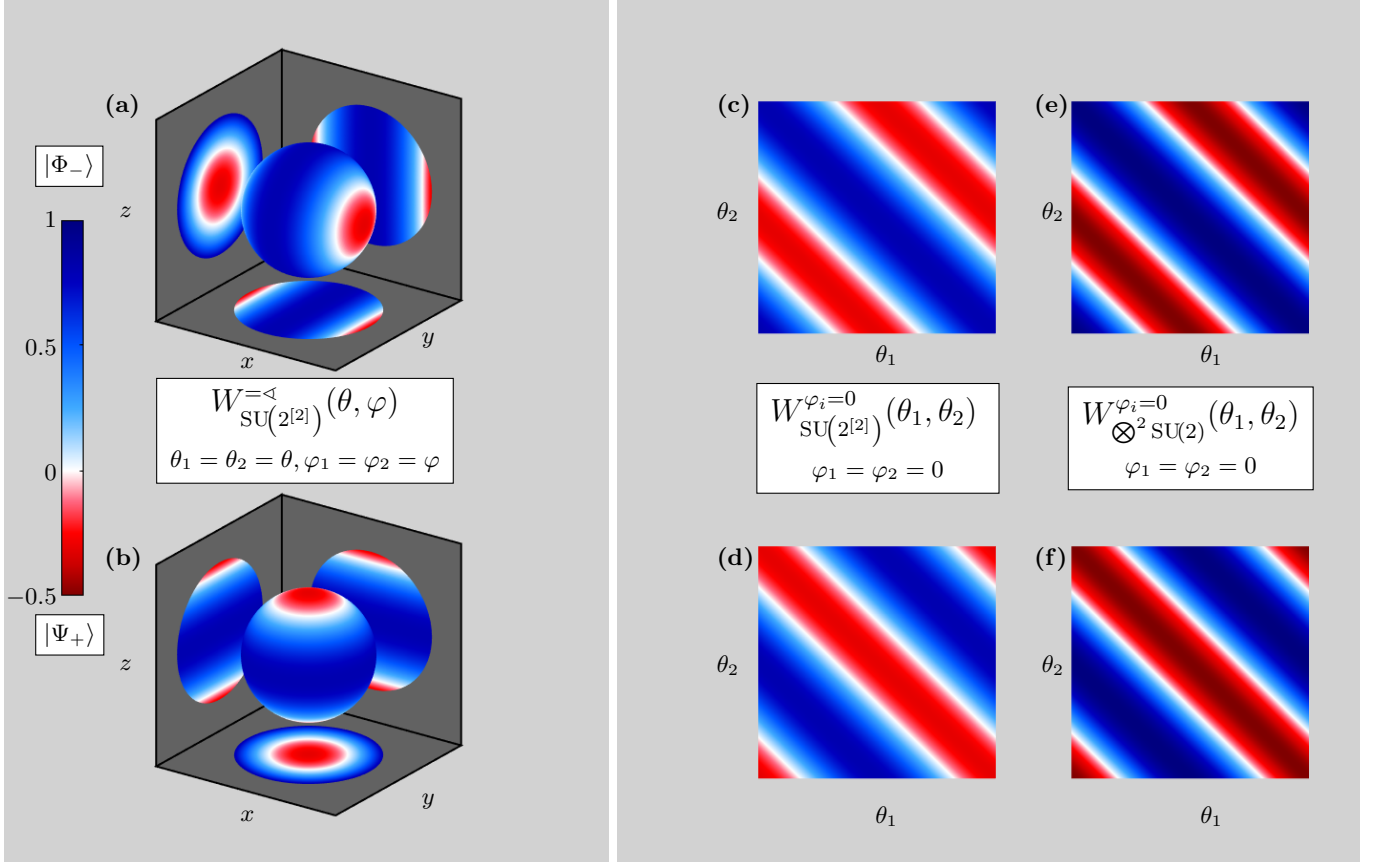 (a)
|Φ₋⟩
1
0.5
0
−0.5
|Ψ₊⟩
z
x
y
W^{=∢}_{SU(2^{[2]})}(θ, φ)
θ₁ = θ₂ = θ, φ₁ = φ₂ = φ
(b)
z
x
y
(c)
θ₂
θ₁
(e)
θ₂
θ₁
W^{φᵢ=0}_{SU(2^{[2]})}(θ₁, θ₂)
φ₁ = φ₂ = 0
W^{φᵢ=0}_{⊗² SU(2)}(θ₁, θ₂)
φ₁ = φ₂ = 0
(d)
θ₂
θ₁
(f)
θ₂
θ₁